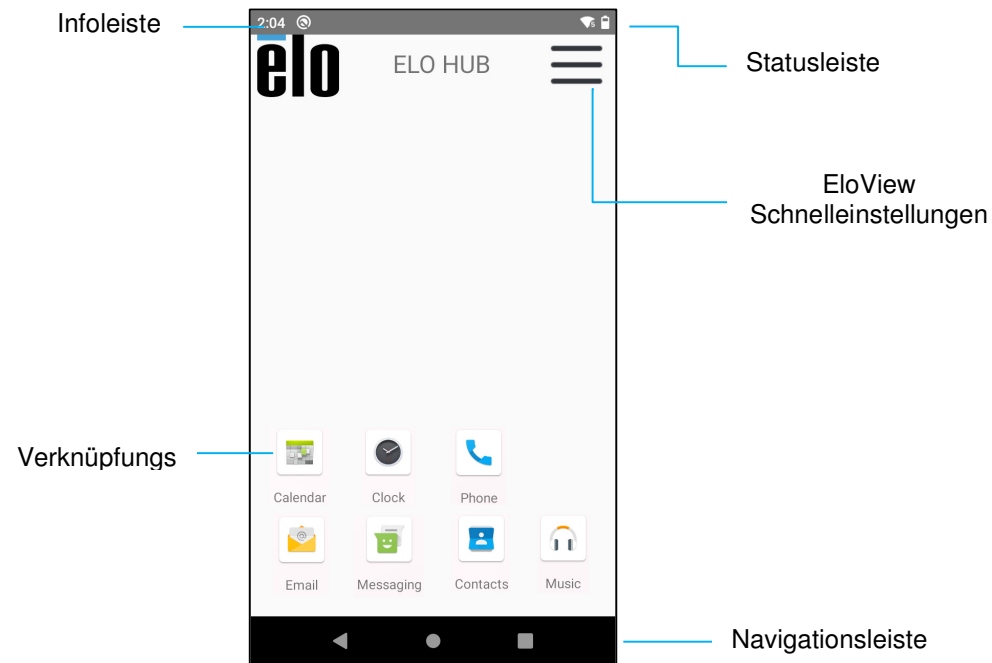 Infoleiste
2:04
Statusleiste
elo
ELO HUB
EloView
Schnelleinstellungen
Verknüpfungs
Calendar
Clock
Phone
Email
Messaging
Contacts
Music
Navigationsleiste